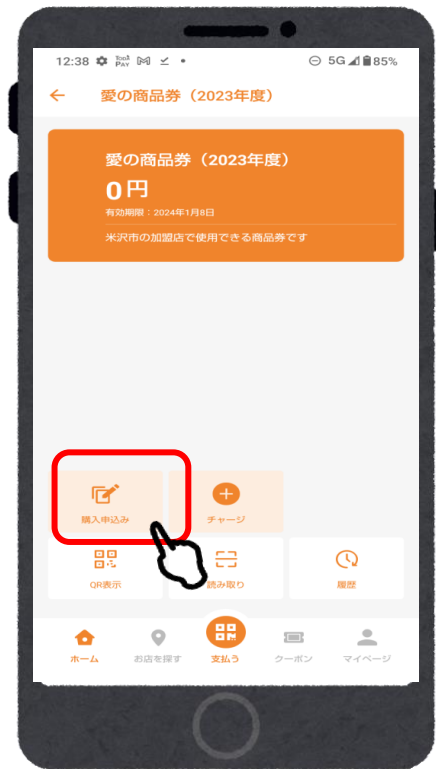 12:38 TOO2 PAY 5G 85%
愛の商品券（2023年度）
愛の商品券（2023年度）
0円
有効期限：2024年1月8日
米沢市の加盟店で使用できる商品券です
購入申込み チャージ
QR表示 読み取り 履歴
ホーム お店を探す 支払う クーポン マイページ